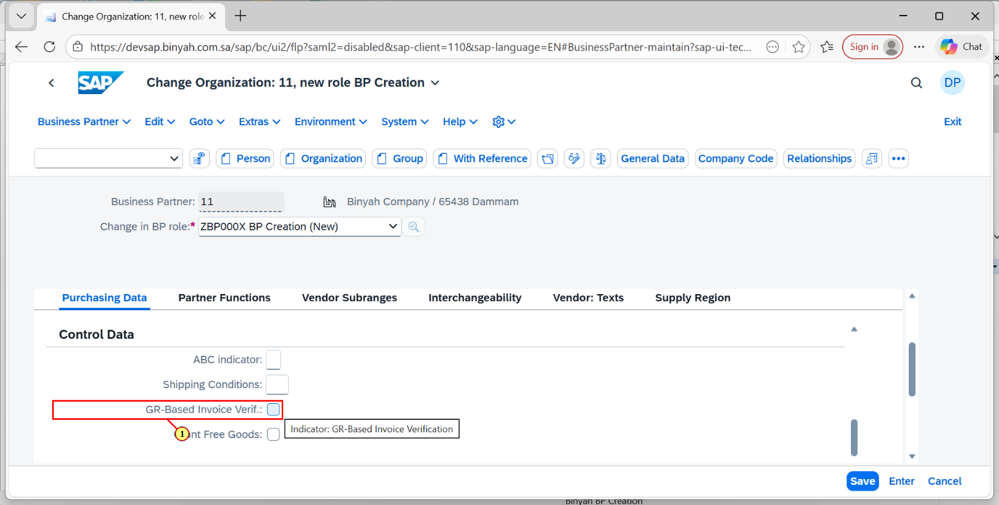 Change Organization: 11, new role
https://devsap.binyah.com.sa/sap/bc/ui2/flp?saml2=disabled&sap-client=110&sap-language=EN#BusinessPartner-maintain?sap-ui-tec...
Sign in
Chat
SAP
Change Organization: 11, new role BP Creation
DP
Business Partner
Edit
Goto
Extras
Environment
System
Help
Exit
Person
Organization
Group
With Reference
General Data
Company Code
Relationships
Business Partner: 11
Binyah Company / 65438 Dammam
Change in BP role:* ZBP000X BP Creation (New)
Purchasing Data
Partner Functions
Vendor Subranges
Interchangeability
Vendor: Texts
Supply Region
Control Data
ABC indicator:
Shipping Conditions:
GR-Based Invoice Verif.:
Indicator: GR-Based Invoice Verification
1
nt Free Goods:
Save
Enter
Cancel
Binyah BP Creation